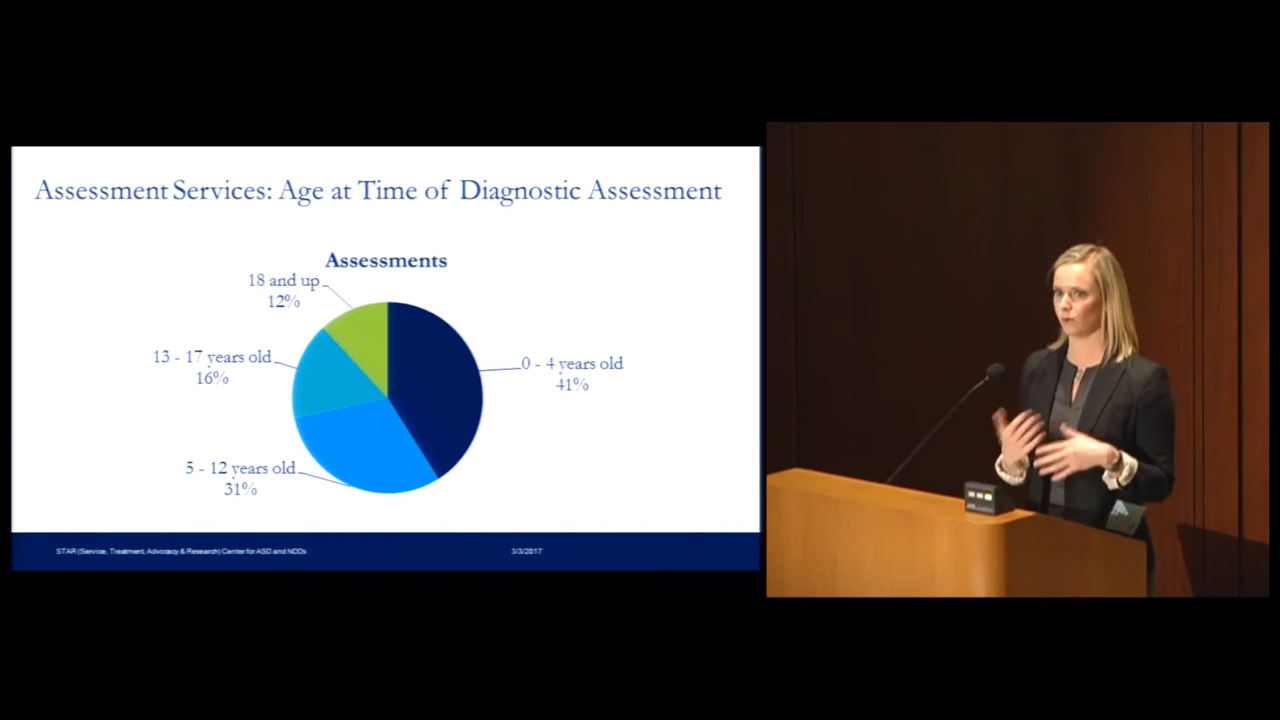 Assessment Services: Age at Time of Diagnostic Assessment
Assessments
18 and up
12%
13 - 17 years old
16%
0 - 4 years old
41%
5 - 12 years old
31%
STAR (Service, Treatment, Advocacy & Research) Center for ASD and NDDs
3/3/2017